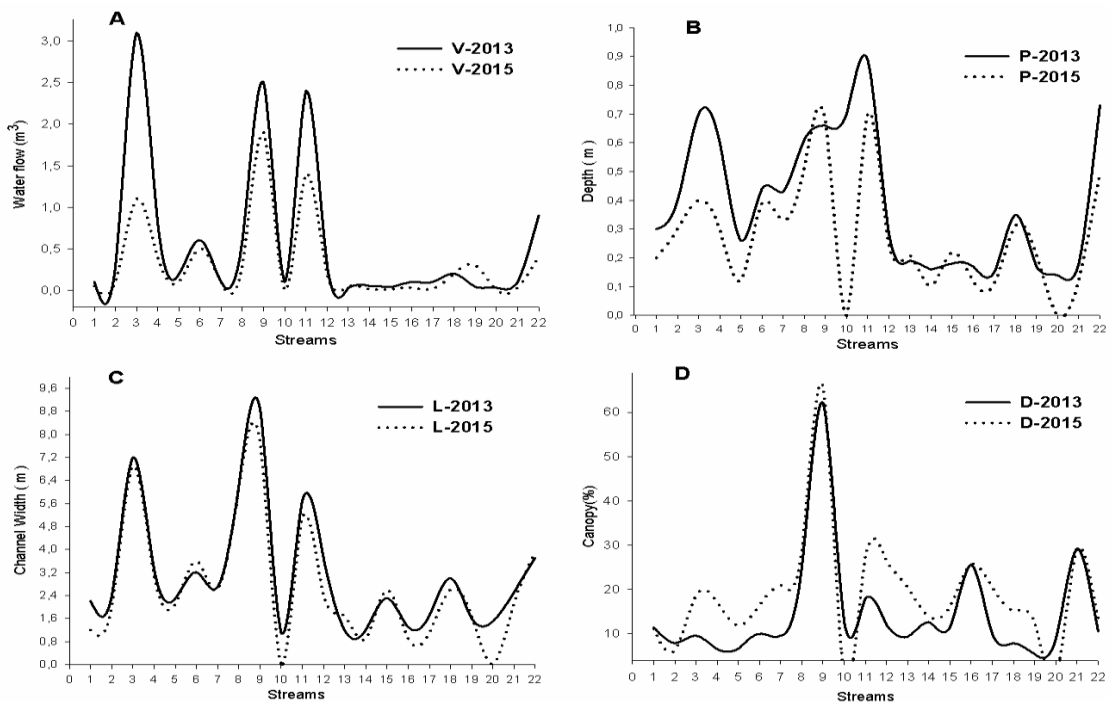 A
V-2013
V-2015
Water flow (m³)
3,0
2,5
2,0
1,5
1,0
0,5
0,0
0 1 2 3 4 5 6 7 8 9 10 11 12 13 14 15 16 17 18 19 20 21 22
Streams
B
P-2013
P-2015
Depth ( m )
1,0
0,9
0,8
0,7
0,6
0,5
0,4
0,3
0,2
0,1
0,0
0 1 2 3 4 5 6 7 8 9 10 11 12 13 14 15 16 17 18 19 20 21 22
Streams
C
L-2013
L-2015
Channel Width ( m )
9,6
8,8
8,0
7,2
6,4
5,6
4,8
4,0
3,2
2,4
1,6
0,8
0,0
0 1 2 3 4 5 6 7 8 9 10 11 12 13 14 15 16 17 18 19 20 21 22
Streams
D
D-2013
D-2015
Canopy(%)
60
50
40
30
20
10
0 1 2 3 4 5 6 7 8 9 10 11 12 13 14 15 16 17 18 19 20 21 22
Streams